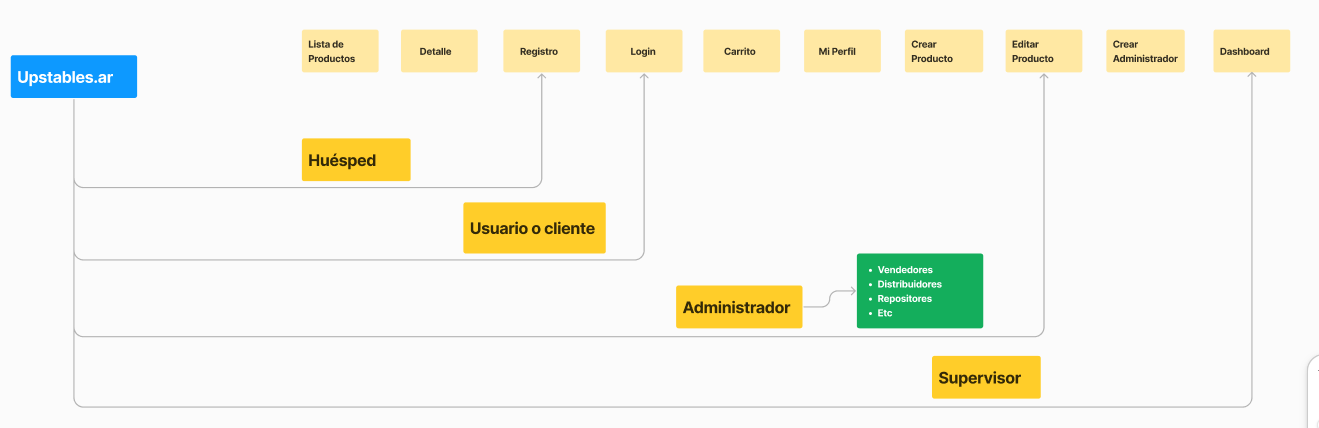 Upstables.ar
Lista de
Productos
Detalle
Registro
Login
Carrito
Mi Perfil
Crear
Producto
Editar
Producto
Crear
Administrador
Dashboard
Huésped
Usuario o cliente
Administrador
• Vendedores
• Distribuidores
• Repositores
• Etc
Supervisor